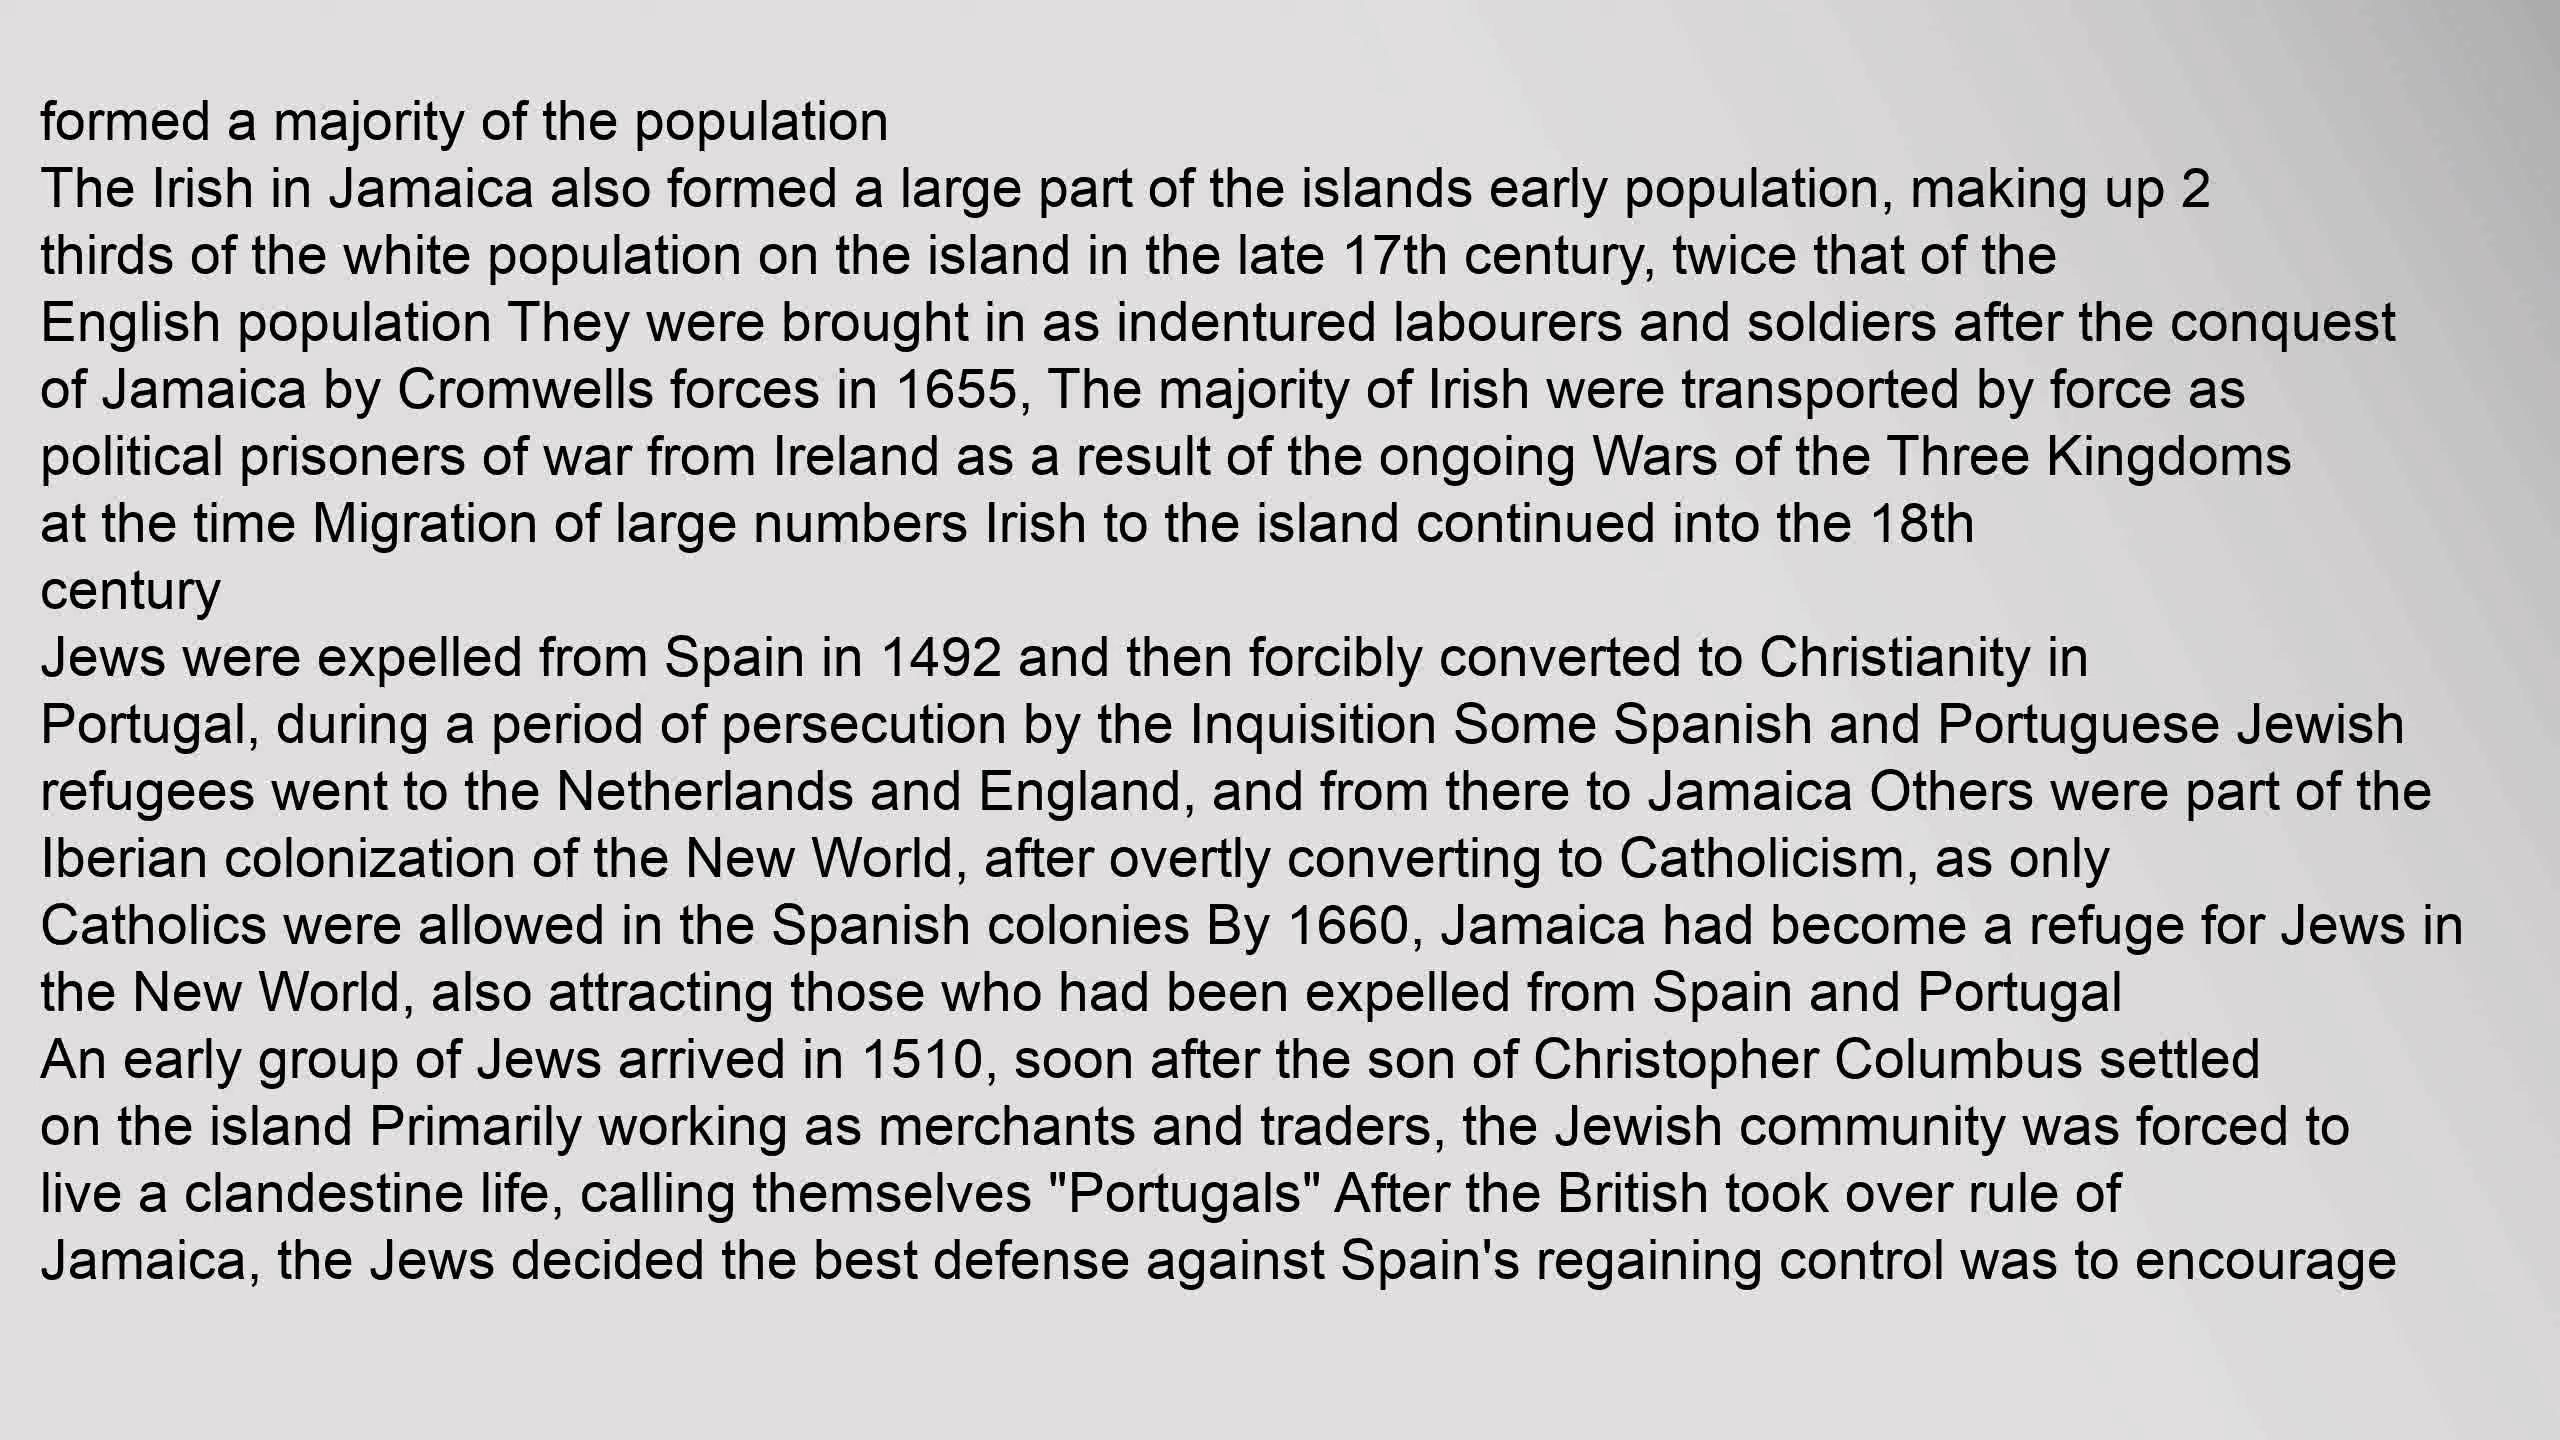 formed a majority of the population
The Irish in Jamaica also formed a large part of the islands early population, making up 2
thirds of the white population on the island in the late 17th century, twice that of the
English population They were brought in as indentured labourers and soldiers after the conquest
of Jamaica by Cromwells forces in 1655, The majority of Irish were transported by force as
political prisoners of war from Ireland as a result of the ongoing Wars of the Three Kingdoms
at the time Migration of large numbers Irish to the island continued into the 18th
century
Jews were expelled from Spain in 1492 and then forcibly converted to Christianity in
Portugal, during a period of persecution by the Inquisition Some Spanish and Portuguese Jewish
refugees went to the Netherlands and England, and from there to Jamaica Others were part of the
Iberian colonization of the New World, after overtly converting to Catholicism, as only
Catholics were allowed in the Spanish colonies By 1660, Jamaica had become a refuge for Jews in
the New World, also attracting those who had been expelled from Spain and Portugal
An early group of Jews arrived in 1510, soon after the son of Christopher Columbus settled
on the island Primarily working as merchants and traders, the Jewish community was forced to
live a clandestine life, calling themselves "Portugals" After the British took over rule of
Jamaica, the Jews decided the best defense against Spain's regaining control was to encourage